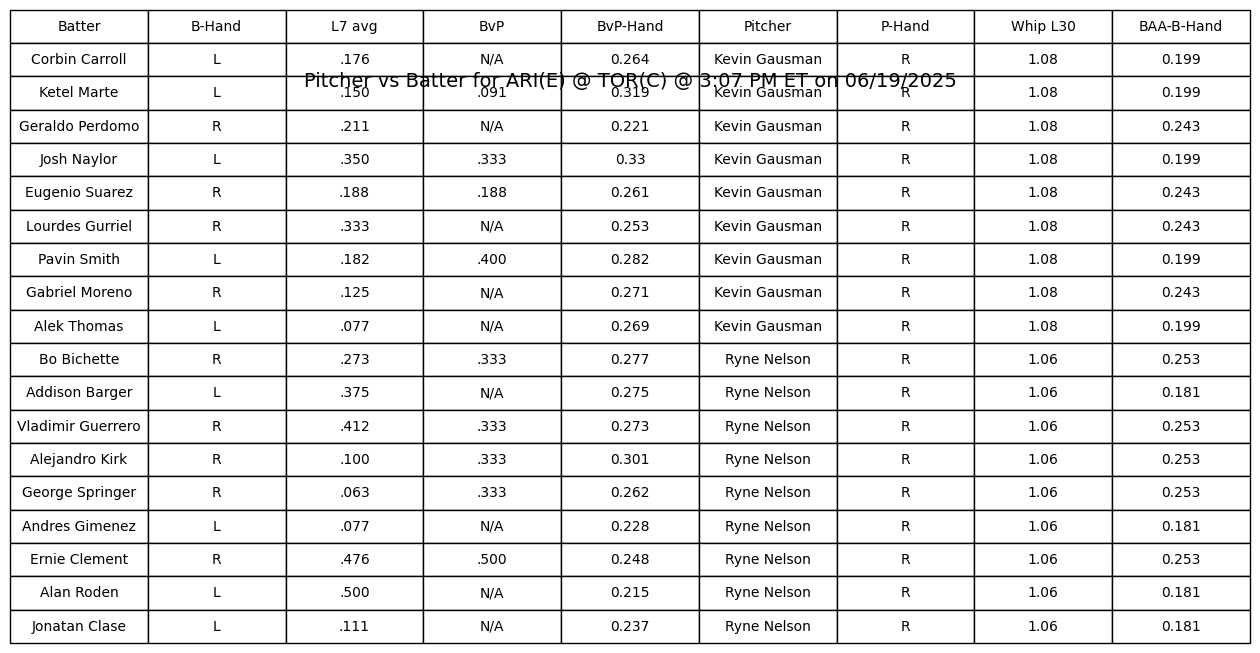 Batter B-Hand L7 avg BvP BvP-Hand Pitcher P-Hand Whip L30 BAA-B-Hand
Corbin Carroll L .176 N/A 0.264 Kevin Gausman R 1.08 0.199
Pitcher vs Batter for ARI(E) @ TOR(C) @ 3:07 PM ET on 06/19/2025
Ketel Marte L .150 .091 0.319 Kevin Gausman R 1.08 0.199
Geraldo Perdomo R .211 N/A 0.221 Kevin Gausman R 1.08 0.243
Josh Naylor L .350 .333 0.33 Kevin Gausman R 1.08 0.199
Eugenio Suarez R .188 .188 0.261 Kevin Gausman R 1.08 0.243
Lourdes Gurriel R .333 N/A 0.253 Kevin Gausman R 1.08 0.243
Pavin Smith L .182 .400 0.282 Kevin Gausman R 1.08 0.199
Gabriel Moreno R .125 N/A 0.271 Kevin Gausman R 1.08 0.243
Alek Thomas L .077 N/A 0.269 Kevin Gausman R 1.08 0.199
Bo Bichette R .273 .333 0.277 Ryne Nelson R 1.06 0.253
Addison Barger L .375 N/A 0.275 Ryne Nelson R 1.06 0.181
Vladimir Guerrero R .412 .333 0.273 Ryne Nelson R 1.06 0.253
Alejandro Kirk R .100 .333 0.301 Ryne Nelson R 1.06 0.253
George Springer R .063 .333 0.262 Ryne Nelson R 1.06 0.253
Andres Gimenez L .077 N/A 0.228 Ryne Nelson R 1.06 0.181
Ernie Clement R .476 .500 0.248 Ryne Nelson R 1.06 0.253
Alan Roden L .500 N/A 0.215 Ryne Nelson R 1.06 0.181
Jonatan Clase L .111 N/A 0.237 Ryne Nelson R 1.06 0.181